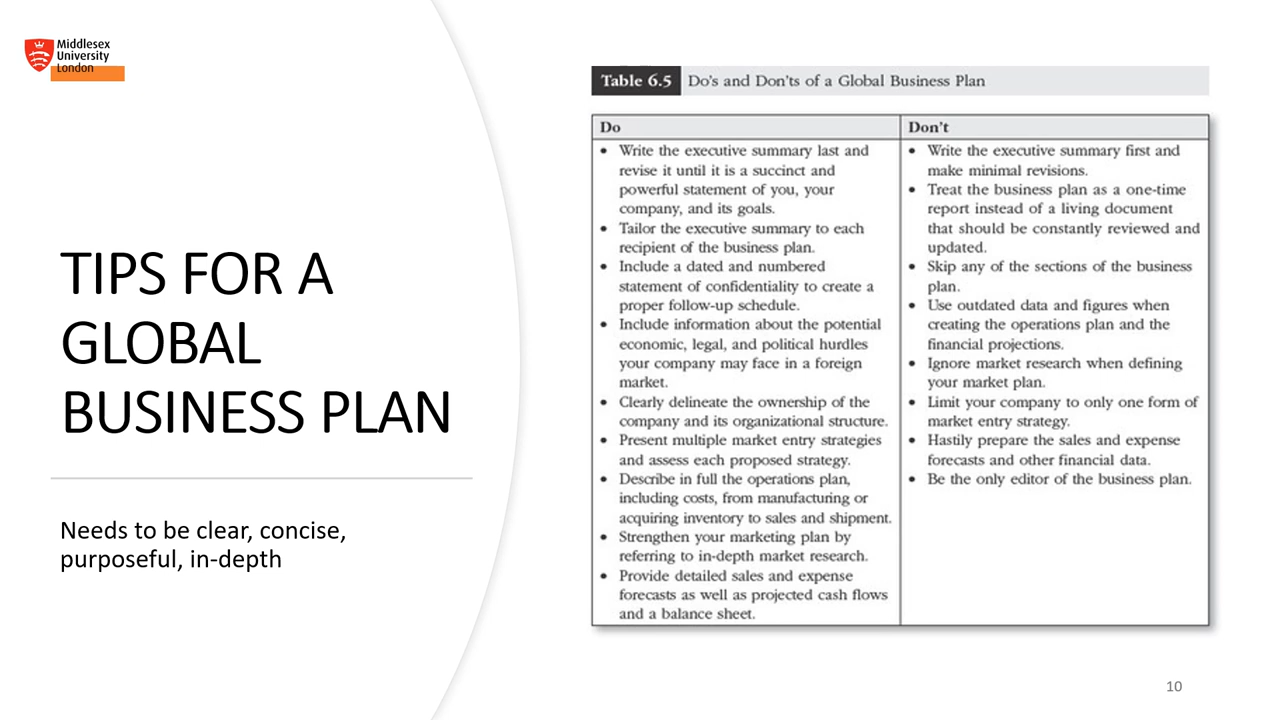 Middlesex
University
London
TIPS FOR A
GLOBAL
BUSINESS PLAN
Needs to be clear, concise,
purposeful, in-depth
Table 6.5 Do's and Don'ts of a Global Business Plan
Do
• Write the executive summary last and
revise it until it is a succinct and
powerful statement of you, your
company, and its goals.
• Tailor the executive summary to each
recipient of the business plan.
• Include a dated and numbered
statement of confidentiality to create a
proper follow-up schedule.
• Include information about the potential
economic, legal, and political hurdles
your company may face in a foreign
market.
• Clearly delineate the ownership of the
company and its organizational structure.
• Present multiple market entry strategies
and assess each proposed strategy.
• Describe in full the operations plan,
including costs, from manufacturing or
acquiring inventory to sales and shipment.
• Strengthen your marketing plan by
referring to in-depth market research.
• Provide detailed sales and expense
forecasts as well as projected cash flows
and a balance sheet.
Don't
• Write the executive summary first and
make minimal revisions.
• Treat the business plan as a one-time
report instead of a living document
that should be constantly reviewed and
updated.
• Skip any of the sections of the business
plan.
• Use outdated data and figures when
creating the operations plan and the
financial projections.
• Ignore market research when defining
your market plan.
• Limit your company to only one form of
market entry strategy.
• Hastily prepare the sales and expense
forecasts and other financial data.
• Be the only editor of the business plan.
10